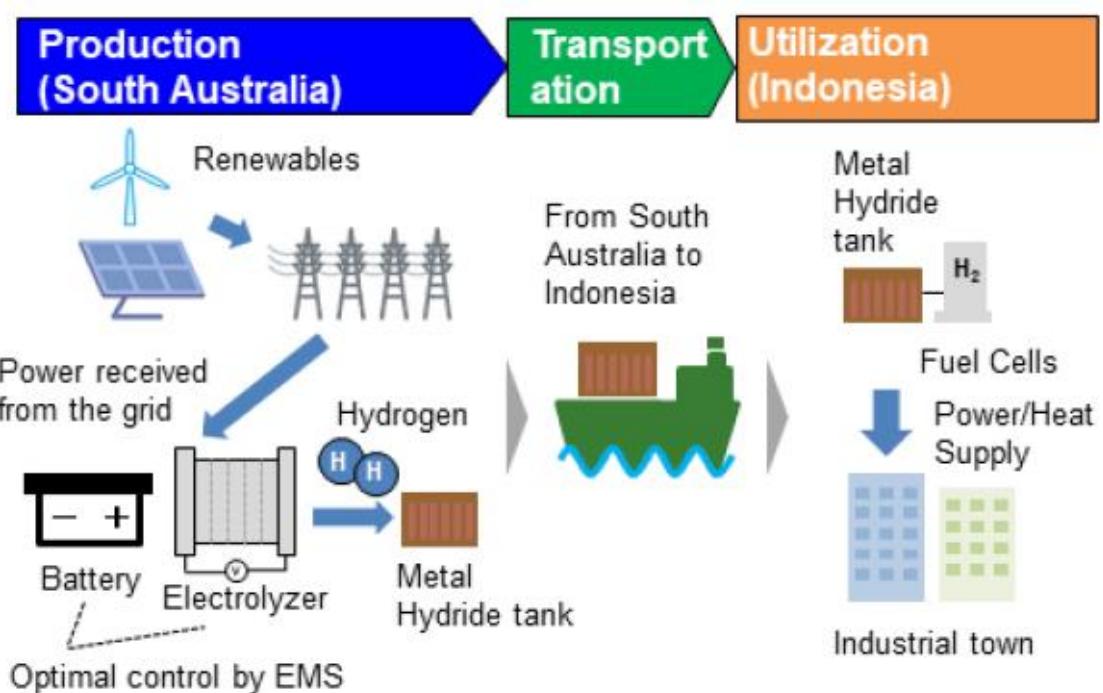 Production
(South Australia)
Transport
ation
Utilization
(Indonesia)
Renewables
Power received
from the grid
Hydrogen
H
H
- +
Battery
V
Electrolyzer
Metal
Hydride tank
Optimal control by EMS
From South
Australia to
Indonesia
Metal
Hydride
tank
H₂
Fuel Cells
Power/Heat
Supply
Industrial town